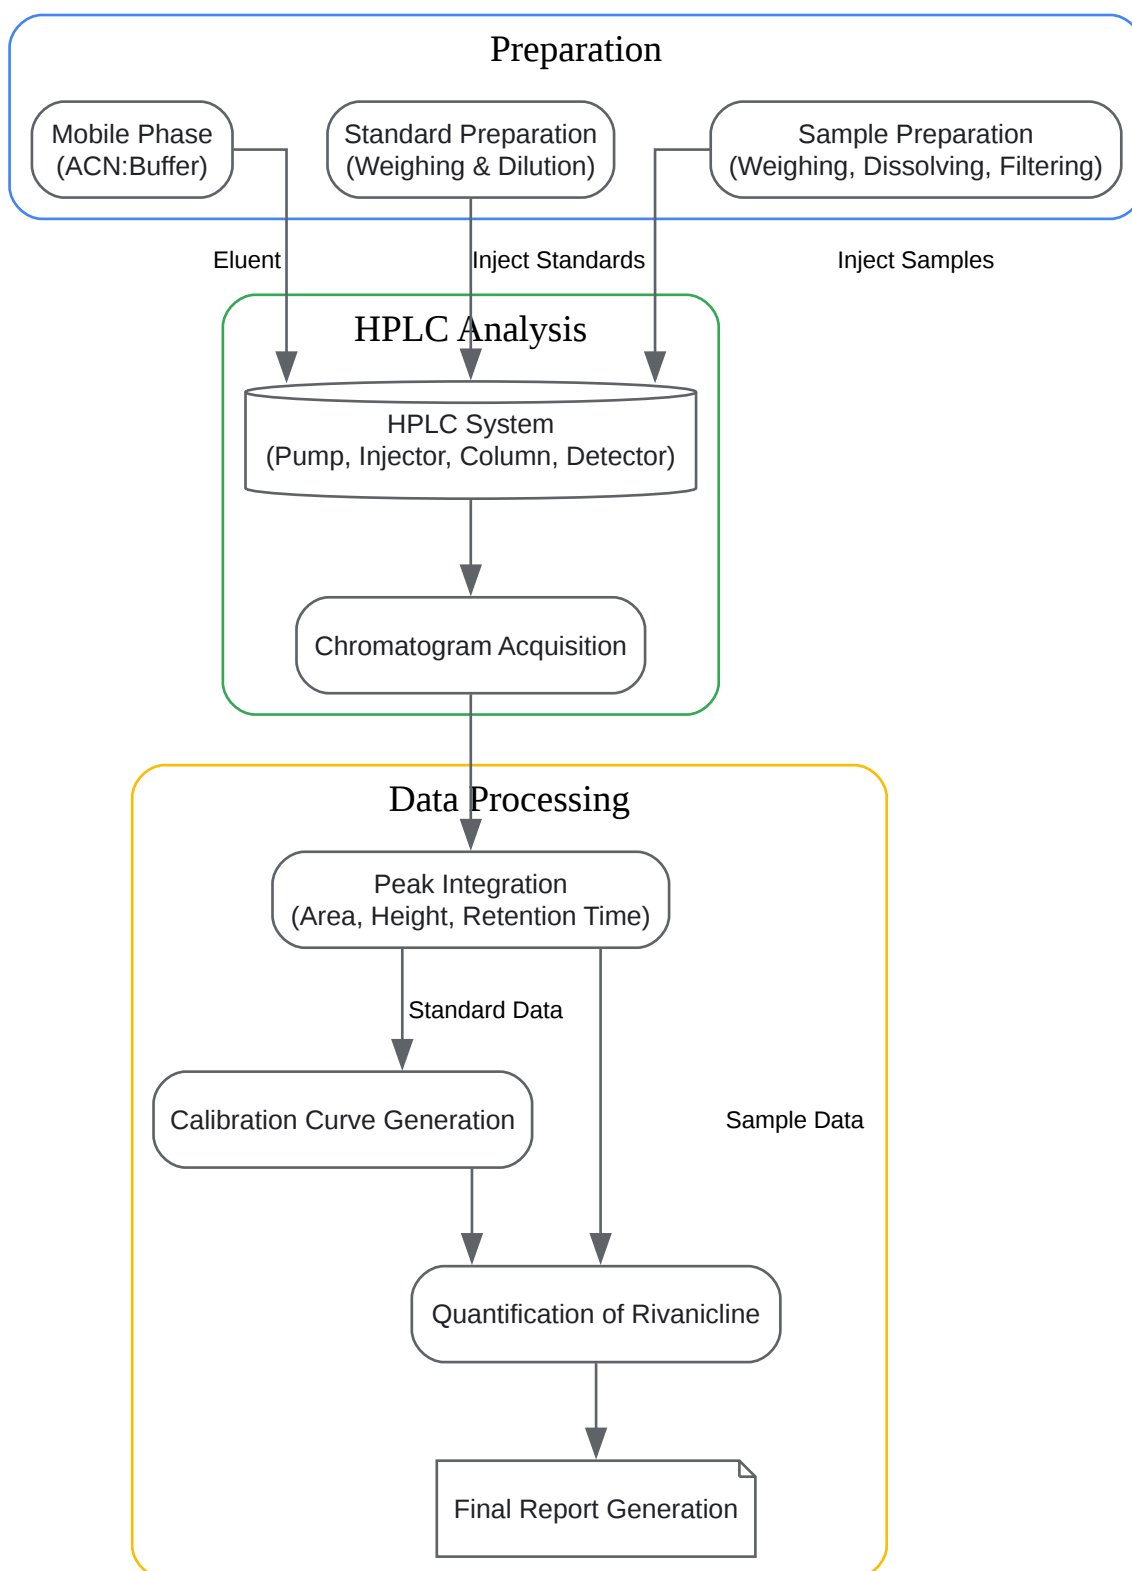 Preparation
Mobile Phase
(ACN:Buffer)
Standard Preparation
(Weighing & Dilution)
Sample Preparation
(Weighing, Dissolving, Filtering)
Eluent
Inject Standards
Inject Samples
HPLC Analysis
HPLC System
(Pump, Injector, Column, Detector)
Chromatogram Acquisition
Data Processing
Peak Integration
(Area, Height, Retention Time)
Standard Data
Calibration Curve Generation
Sample Data
Quantification of Rivanicline
Final Report Generation